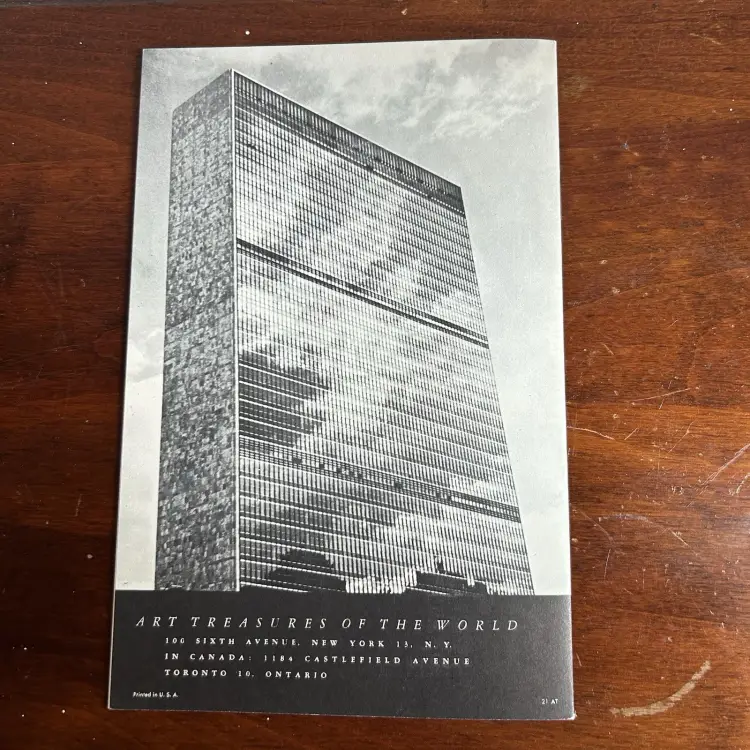 ART TREASURES OF THE WORLD
100 SIXTH AVENUE, NEW YORK 13, N. Y.
IN CANADA: 1184 CASTLEFIELD AVENUE
TORONTO 10, ONTARIO
Printed in U. S. A.
21 AT